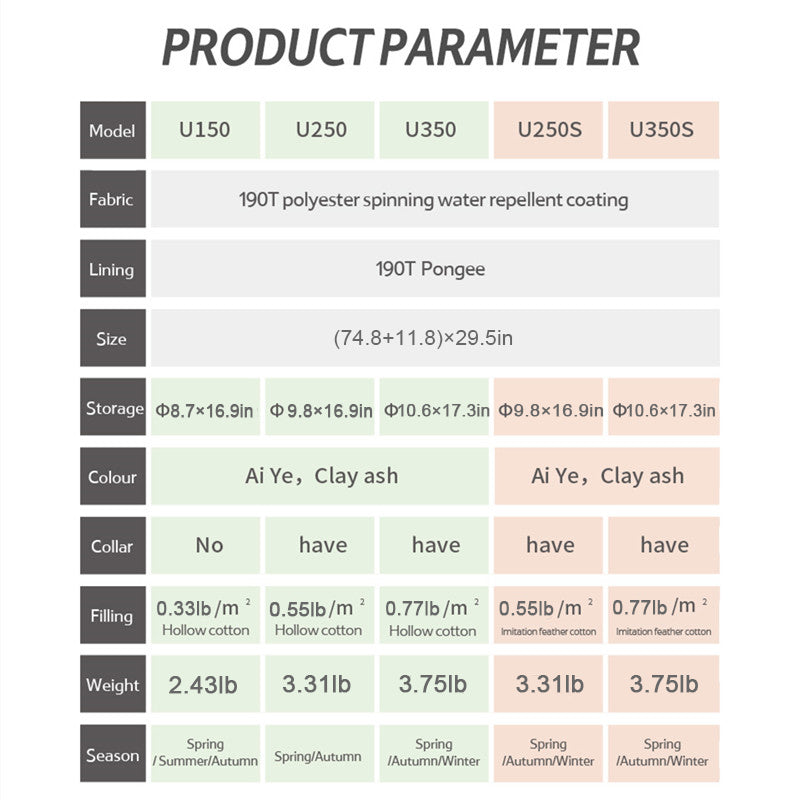 PRODUCT PARAMETER
Model U150 U250 U350 U250S U350S
Fabric 190T polyester spinning water repellent coating
Lining 190T Pongee
Size (74.8+11.8)×29.5in
Storage Φ8.7×16.9in Φ9.8×16.9in Φ10.6×17.3in Φ9.8×16.9in Φ10.6×17.3in
Colour Ai Ye，Clay ash Ai Ye，Clay ash
Collar No have have have have
Filling 0.33lb/m² 0.55lb/m² 0.77lb/m² 0.55lb/m² 0.77lb/m²
Hollow cotton Hollow cotton Hollow cotton Imitation feather cotton Imitation feather cotton
Weight 2.43lb 3.31lb 3.75lb 3.31lb 3.75lb
Season Spring/Summer/Autumn Spring/Autumn Spring/Autumn/Winter Spring/Autumn/Winter Spring/Autumn/Winter